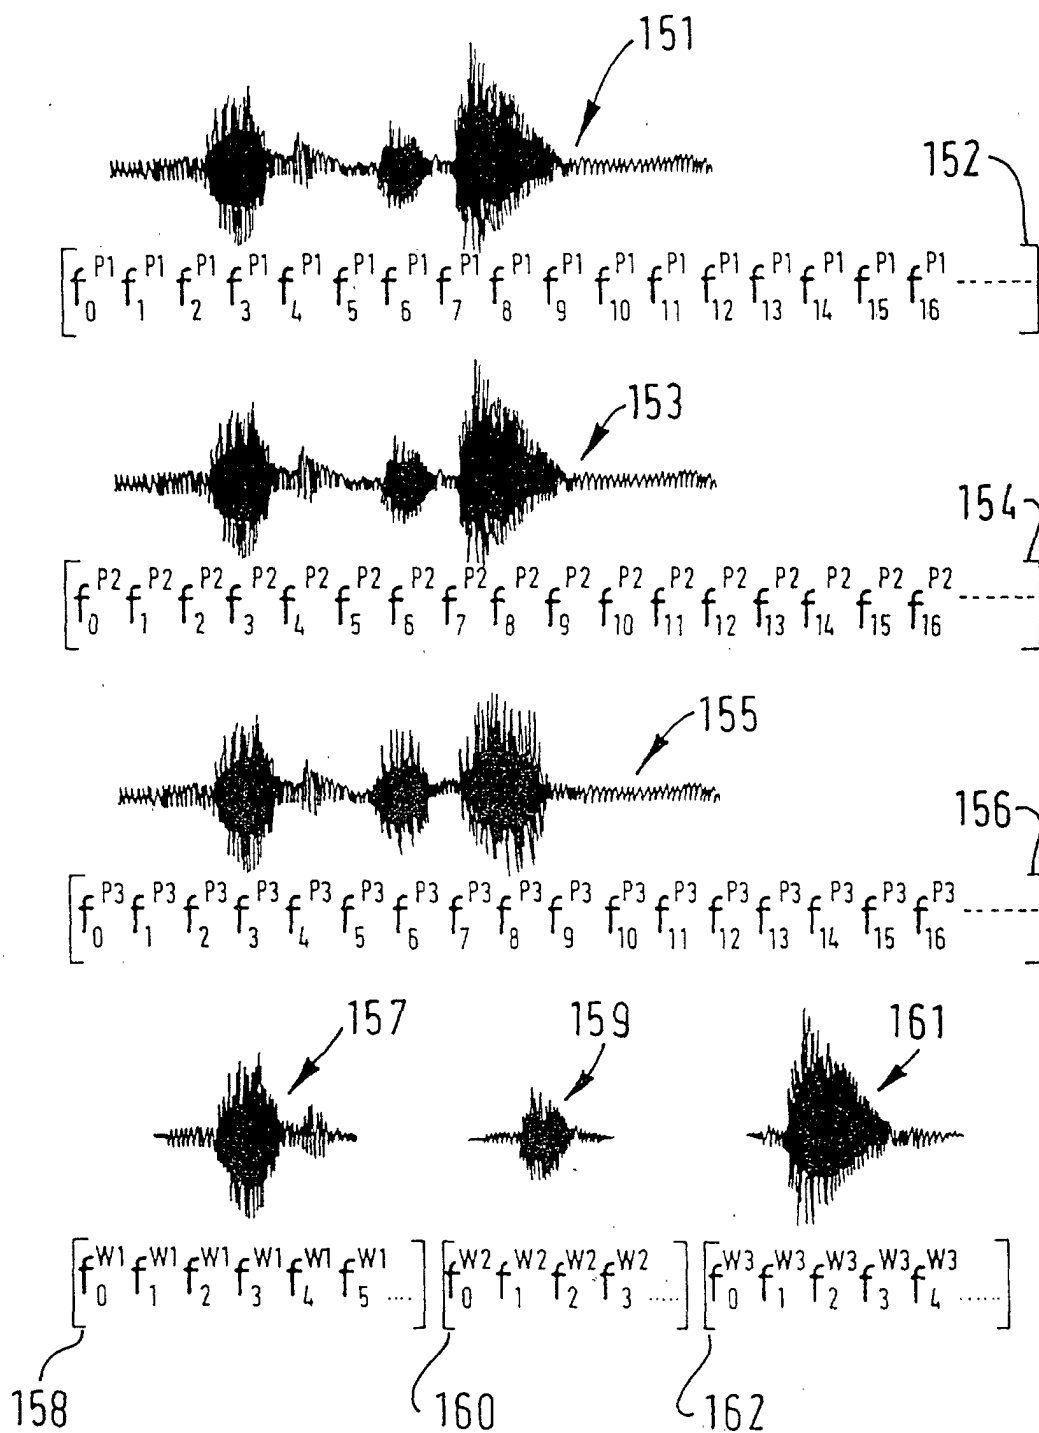 151
152
[f₀ᴾ¹ f₁ᴾ¹ f₂ᴾ¹ f₃ᴾ¹ f₄ᴾ¹ f₅ᴾ¹ f₆ᴾ¹ f₇ᴾ¹ f₈ᴾ¹ f₉ᴾ¹ f₁₀ᴾ¹ f₁₁ᴾ¹ f₁₂ᴾ¹ f₁₃ᴾ¹ f₁₄ᴾ¹ f₁₅ᴾ¹ f₁₆ᴾ¹ ------]
153
154
[f₀ᴾ² f₁ᴾ² f₂ᴾ² f₃ᴾ² f₄ᴾ² f₅ᴾ² f₆ᴾ² f₇ᴾ² f₈ᴾ² f₉ᴾ² f₁₀ᴾ² f₁₁ᴾ² f₁₂ᴾ² f₁₃ᴾ² f₁₄ᴾ² f₁₅ᴾ² f₁₆ᴾ² ------]
155
156
[f₀ᴾ³ f₁ᴾ³ f₂ᴾ³ f₃ᴾ³ f₄ᴾ³ f₅ᴾ³ f₆ᴾ³ f₇ᴾ³ f₈ᴾ³ f₉ᴾ³ f₁₀ᴾ³ f₁₁ᴾ³ f₁₂ᴾ³ f₁₃ᴾ³ f₁₄ᴾ³ f₁₅ᴾ³ f₁₆ᴾ³ ------]
157 159 161
[f₀ᵂ¹ f₁ᵂ¹ f₂ᵂ¹ f₃ᵂ¹ f₄ᵂ¹ f₅ᵂ¹ ....] [f₀ᵂ² f₁ᵂ² f₂ᵂ² f₃ᵂ² .....] [f₀ᵂ³ f₁ᵂ³ f₂ᵂ³ f₃ᵂ³ f₄ᵂ³ ......]
158 160 162